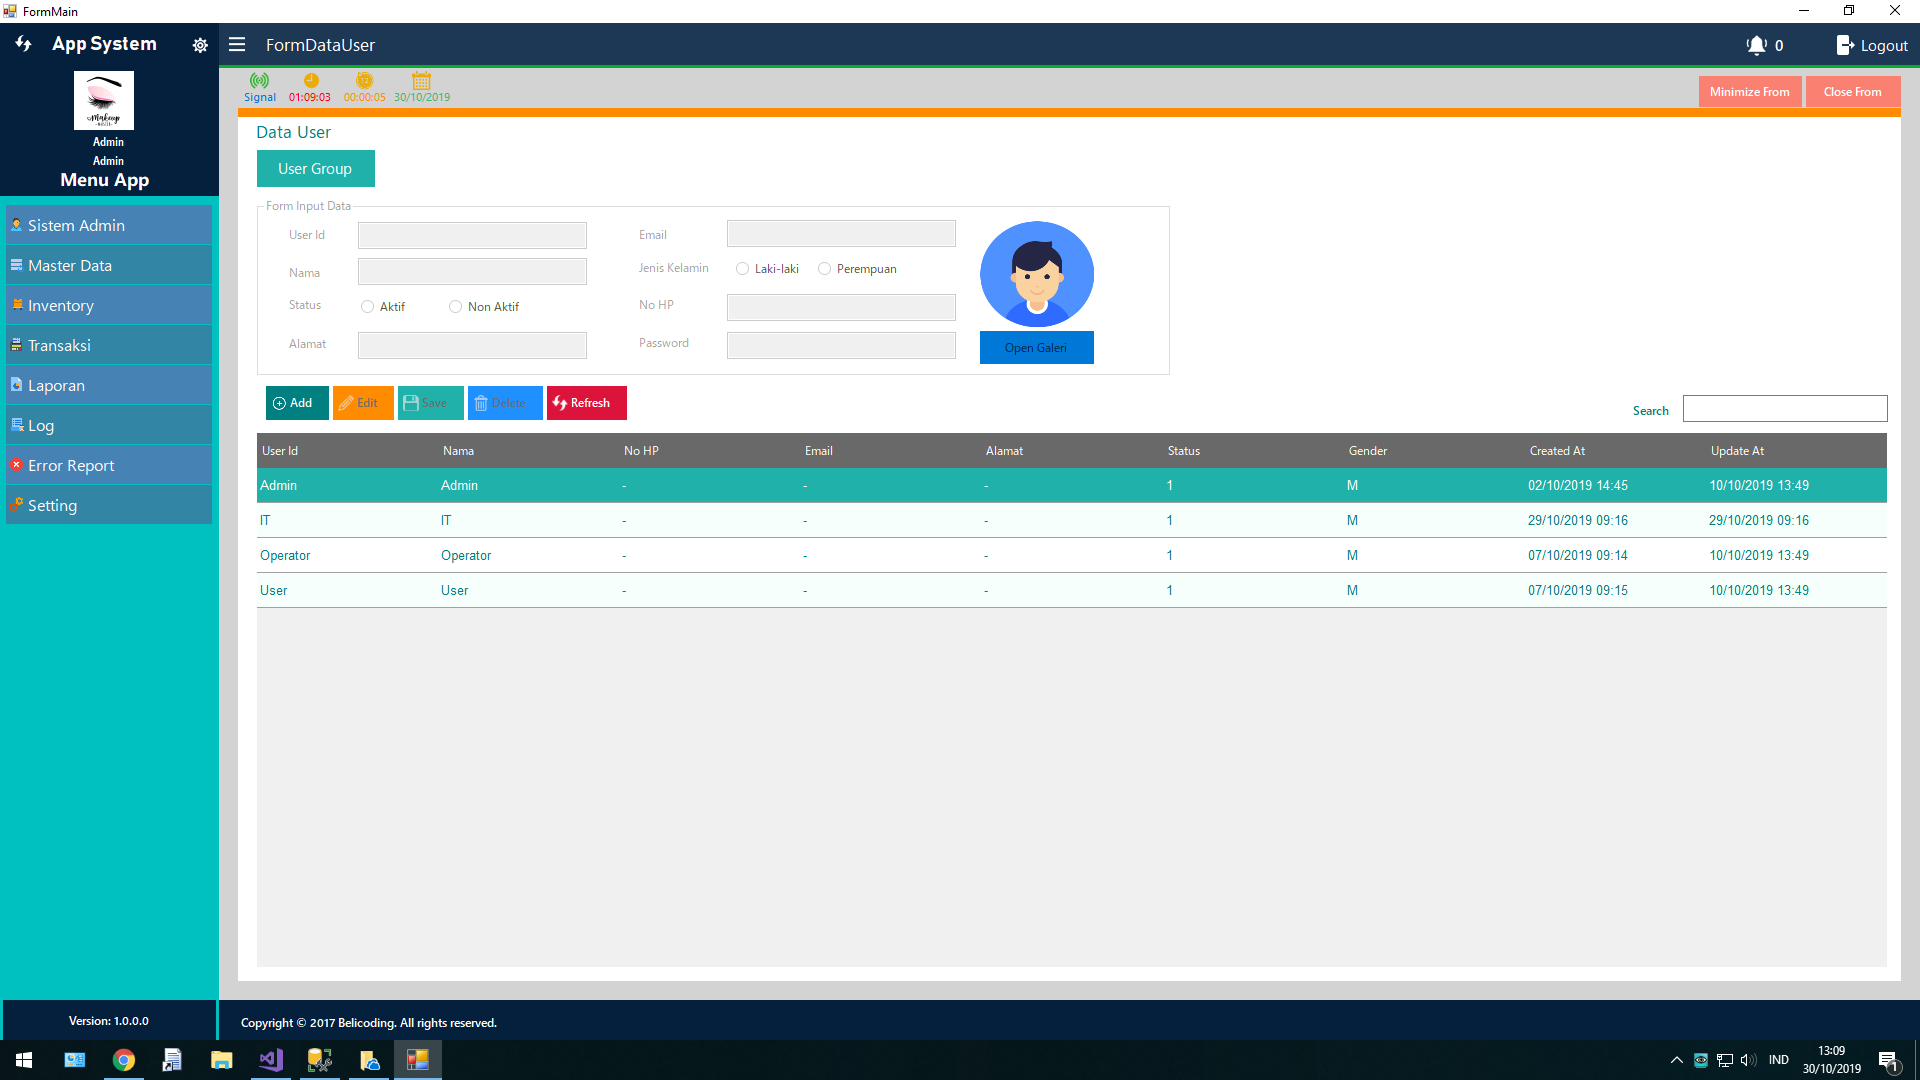 FormMain
App System
FormDataUser
0
Logout
Makeup
Admin
Admin
Menu App
Signal
01:09:03
00:00:05
30/10/2019
Minimize From
Close From
Sistem Admin
Master Data
Inventory
Transaksi
Laporan
Log
Error Report
Setting
Data User
User Group
Form Input Data
User Id
Email
Nama
Jenis Kelamin
Laki-laki
Perempuan
Status
Aktif
Non Aktif
No HP
Alamat
Password
Open Galeri
Add
Edit
Save
Delete
Refresh
Search
User Id Nama No HP Email Alamat Status Gender Created At Update At
Admin Admin - - - 1 M 02/10/2019 14:45 10/10/2019 13:49
IT IT - - - 1 M 29/10/2019 09:16 29/10/2019 09:16
Operator Operator - - - 1 M 07/10/2019 09:14 10/10/2019 13:49
User User - - - 1 M 07/10/2019 09:15 10/10/2019 13:49
Version: 1.0.0.0
Copyright © 2017 Belicoding. All rights reserved.
IND
13:09
30/10/2019
1